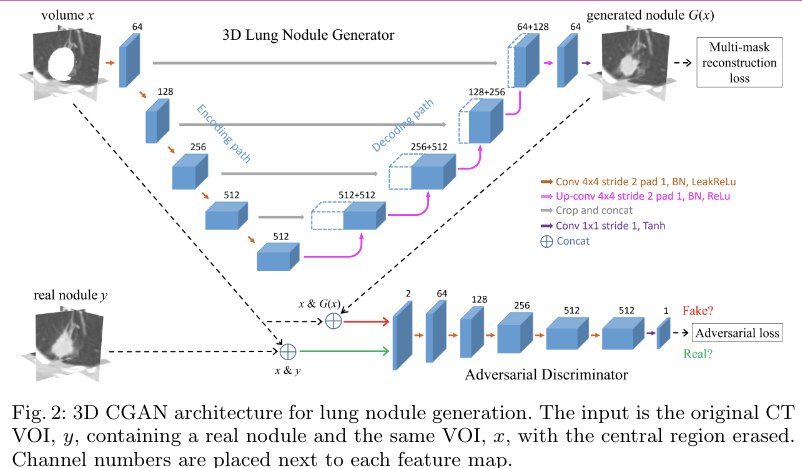 volume x
64
3D Lung Nodule Generator
64+128
64
generated nodule G(x)
Multi-mask
reconstruction
loss
128
Encoding path
Decoding path
128+256
256
256+512
512
512+512
512
Conv 4x4 stride 2 pad 1, BN, LeakReLu
Up-conv 4x4 stride 2 pad 1, BN, ReLu
Crop and concat
Conv 1x1 stride 1, Tanh
Concat
real nodule y
x & G(x)
x & y
2
64
128
256
512
512
1
Fake?
Adversarial loss
Real?
Adversarial Discriminator
Fig. 2: 3D CGAN architecture for lung nodule generation. The input is the original CT
VOI, y, containing a real nodule and the same VOI, x, with the central region erased.
Channel numbers are placed next to each feature map.